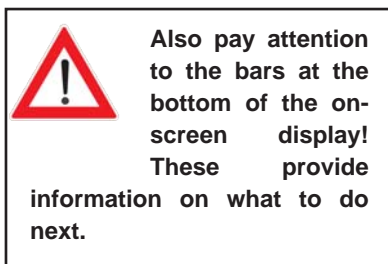 Also pay attention
to the bars at the
bottom of the on-
screen display!
These provide
information on what to do
next.